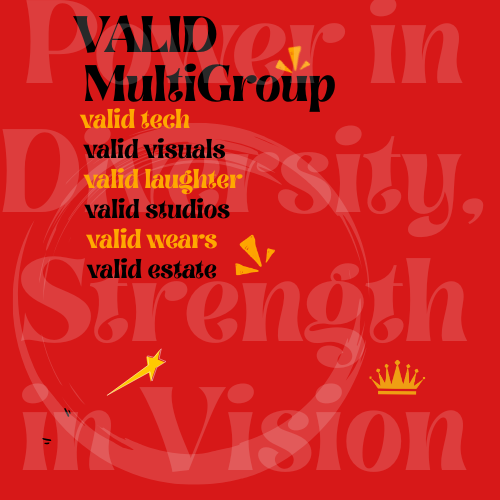 Power in
Diversity,
Strength
in Vision
VALID
MultiGroup
valid tech
valid visuals
valid laughter
valid studios
valid wears
valid estate